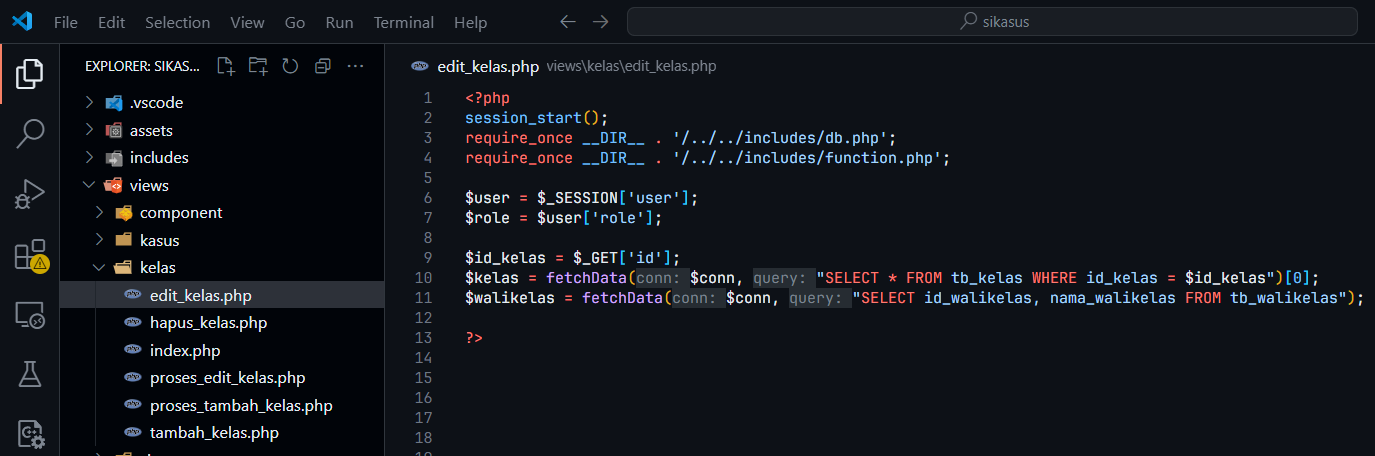 File Edit Selection View Go Run Terminal Help
sikasus
EXPLORER: SIKAS...
.vscode
assets
includes
views
component
kasus
kelas
edit_kelas.php
hapus_kelas.php
index.php
proses_edit_kelas.php
proses_tambah_kelas.php
tambah_kelas.php
edit_kelas.php views\kelas\edit_kelas.php
1 <?php
2 session_start();
3 require_once __DIR__ . '/../../includes/db.php';
4 require_once __DIR__ . '/../../includes/function.php';
5
6 $user = $_SESSION['user'];
7 $role = $user['role'];
8
9 $id_kelas = $_GET['id'];
10 $kelas = fetchData(conn: $conn, query: "SELECT * FROM tb_kelas WHERE id_kelas = $id_kelas")[0];
11 $walikelas = fetchData(conn: $conn, query: "SELECT id_walikelas, nama_walikelas FROM tb_walikelas");
12
13 ?>
14
15
16
17
18